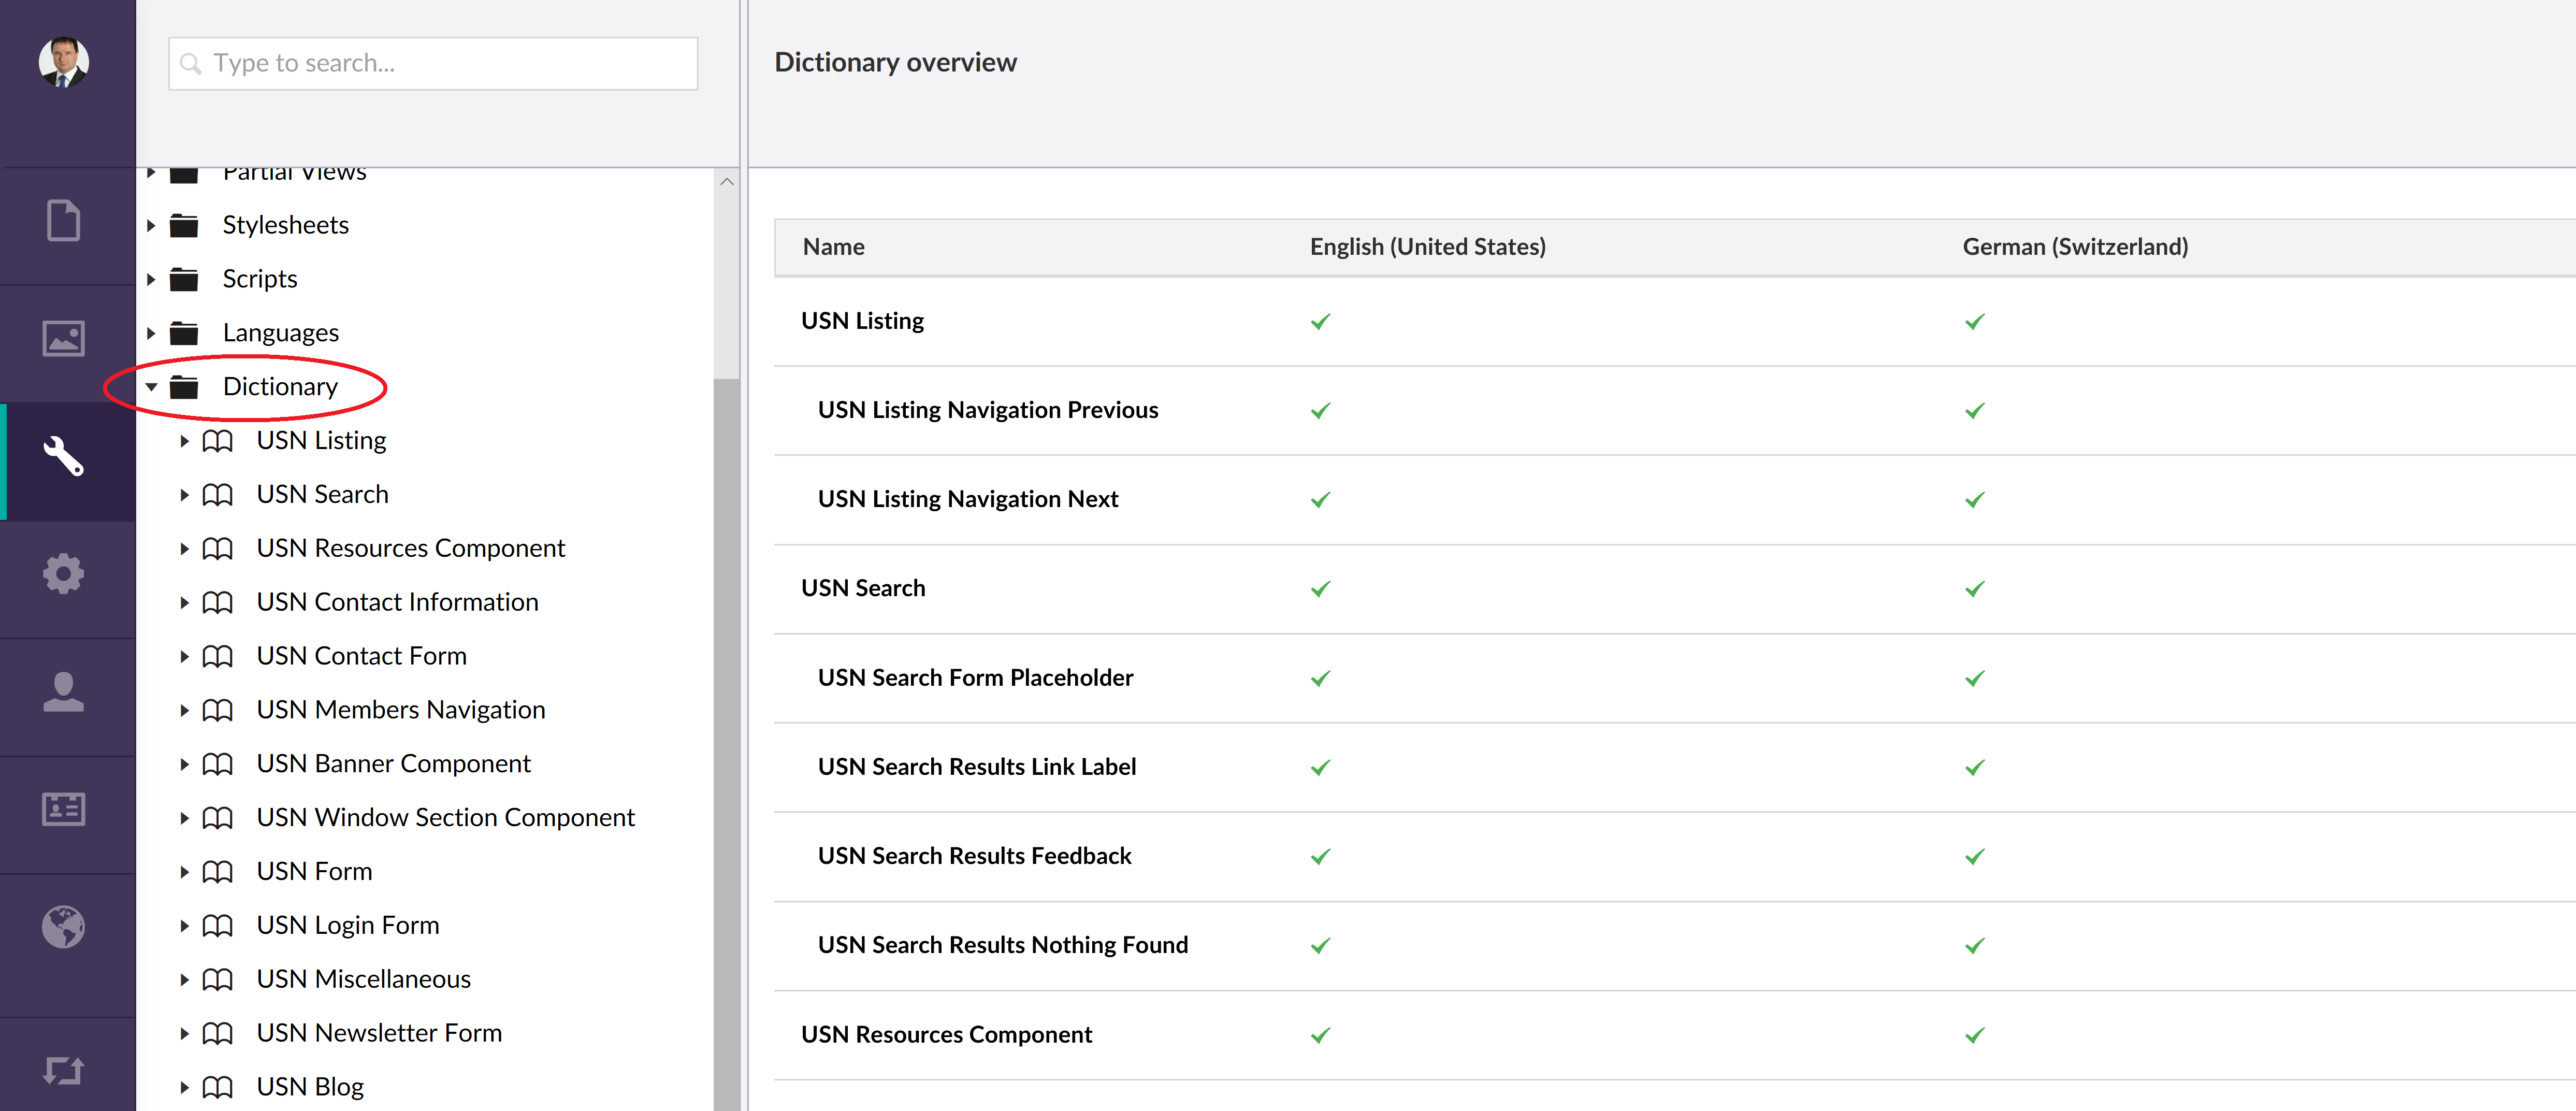 Type to search...
Partial Views
Stylesheets
Scripts
Languages
Dictionary
USN Listing
USN Search
USN Resources Component
USN Contact Information
USN Contact Form
USN Members Navigation
USN Banner Component
USN Window Section Component
USN Form
USN Login Form
USN Miscellaneous
USN Newsletter Form
USN Blog
Dictionary overview
Name English (United States) German (Switzerland)
USN Listing
USN Listing Navigation Previous
USN Listing Navigation Next
USN Search
USN Search Form Placeholder
USN Search Results Link Label
USN Search Results Feedback
USN Search Results Nothing Found
USN Resources Component